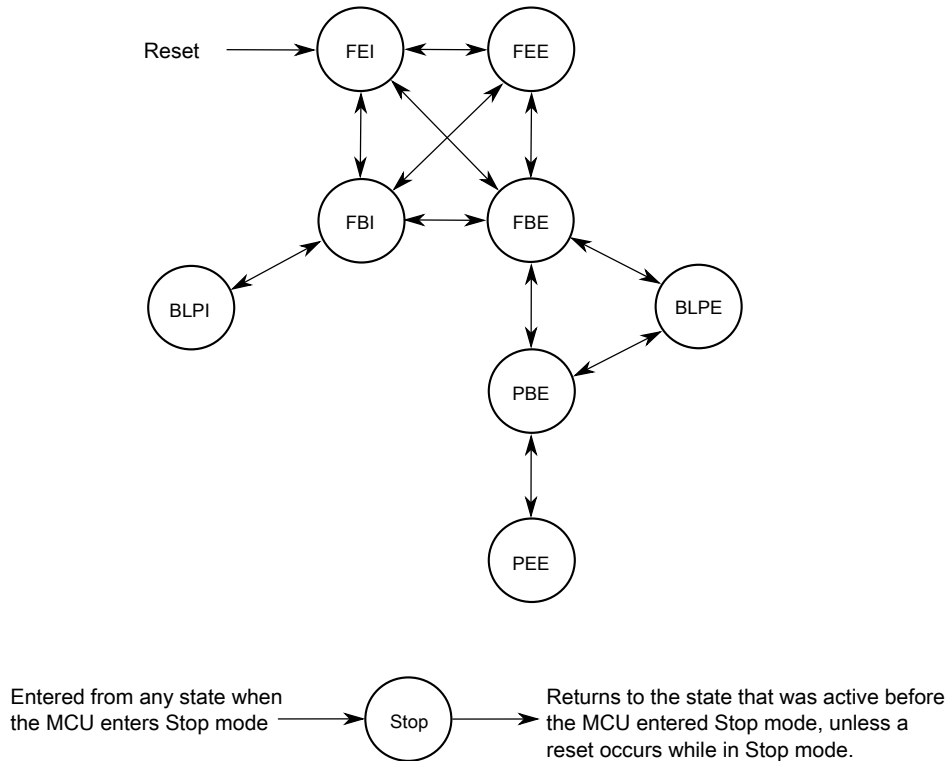 Reset
FEI
FEE
FBI
FBE
BLPI
BLPE
PBE
PEE
Entered from any state when
the MCU enters Stop mode
Stop
Returns to the state that was active before
the MCU entered Stop mode, unless a
reset occurs while in Stop mode.